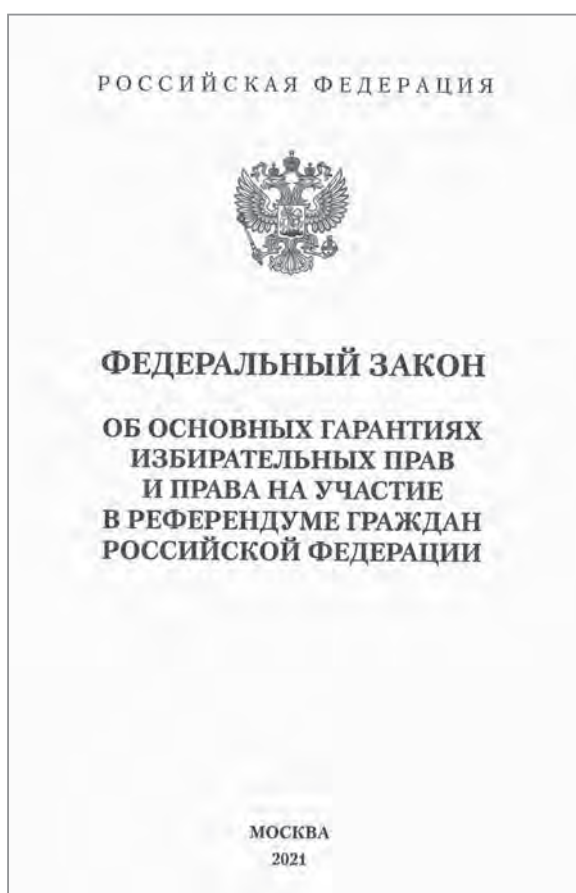 РОССИЙСКАЯ ФЕДЕРАЦИЯ
ФЕДЕРАЛЬНЫЙ ЗАКОН
ОБ ОСНОВНЫХ ГАРАНТИЯХ
ИЗБИРАТЕЛЬНЫХ ПРАВ
И ПРАВА НА УЧАСТИЕ
В РЕФЕРЕНДУМЕ ГРАЖДАН
РОССИЙСКОЙ ФЕДЕРАЦИИ
МОСКВА
2021